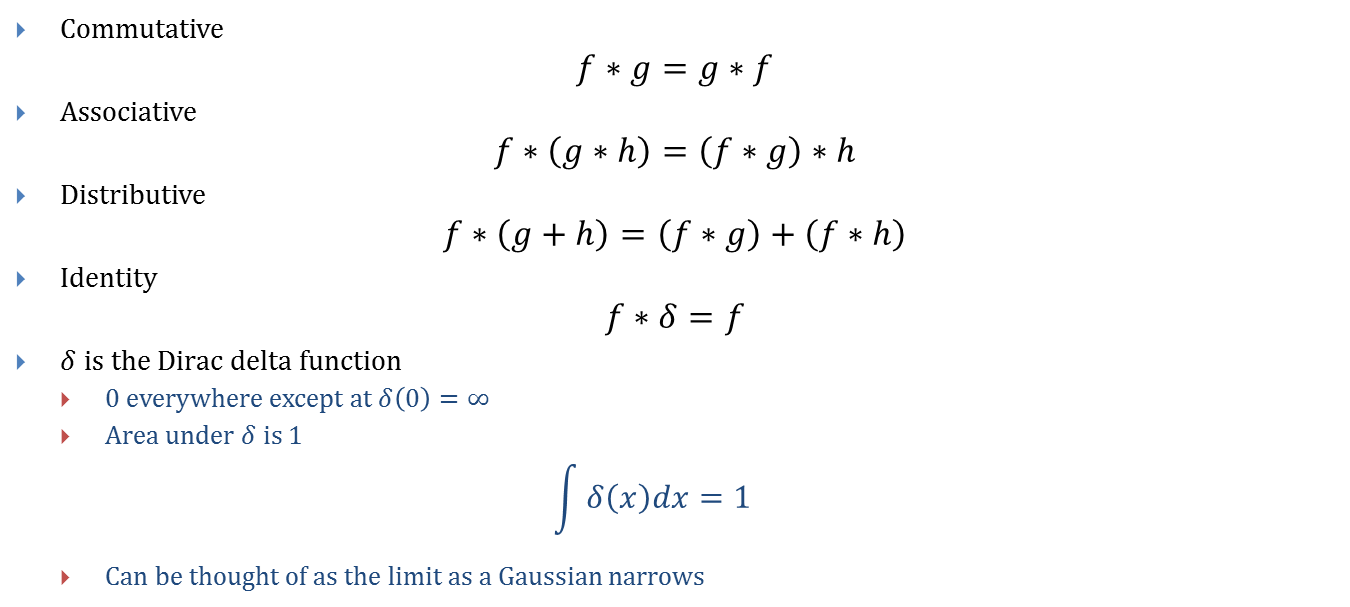 Commutative
f ∗ g = g ∗ f
Associative
f ∗ (g ∗ h) = (f ∗ g) ∗ h
Distributive
f ∗ (g + h) = (f ∗ g) + (f ∗ h)
Identity
f ∗ δ = f
δ is the Dirac delta function
0 everywhere except at δ(0) = ∞
Area under δ is 1
∫ δ(x)dx = 1
Can be thought of as the limit as a Gaussian narrows